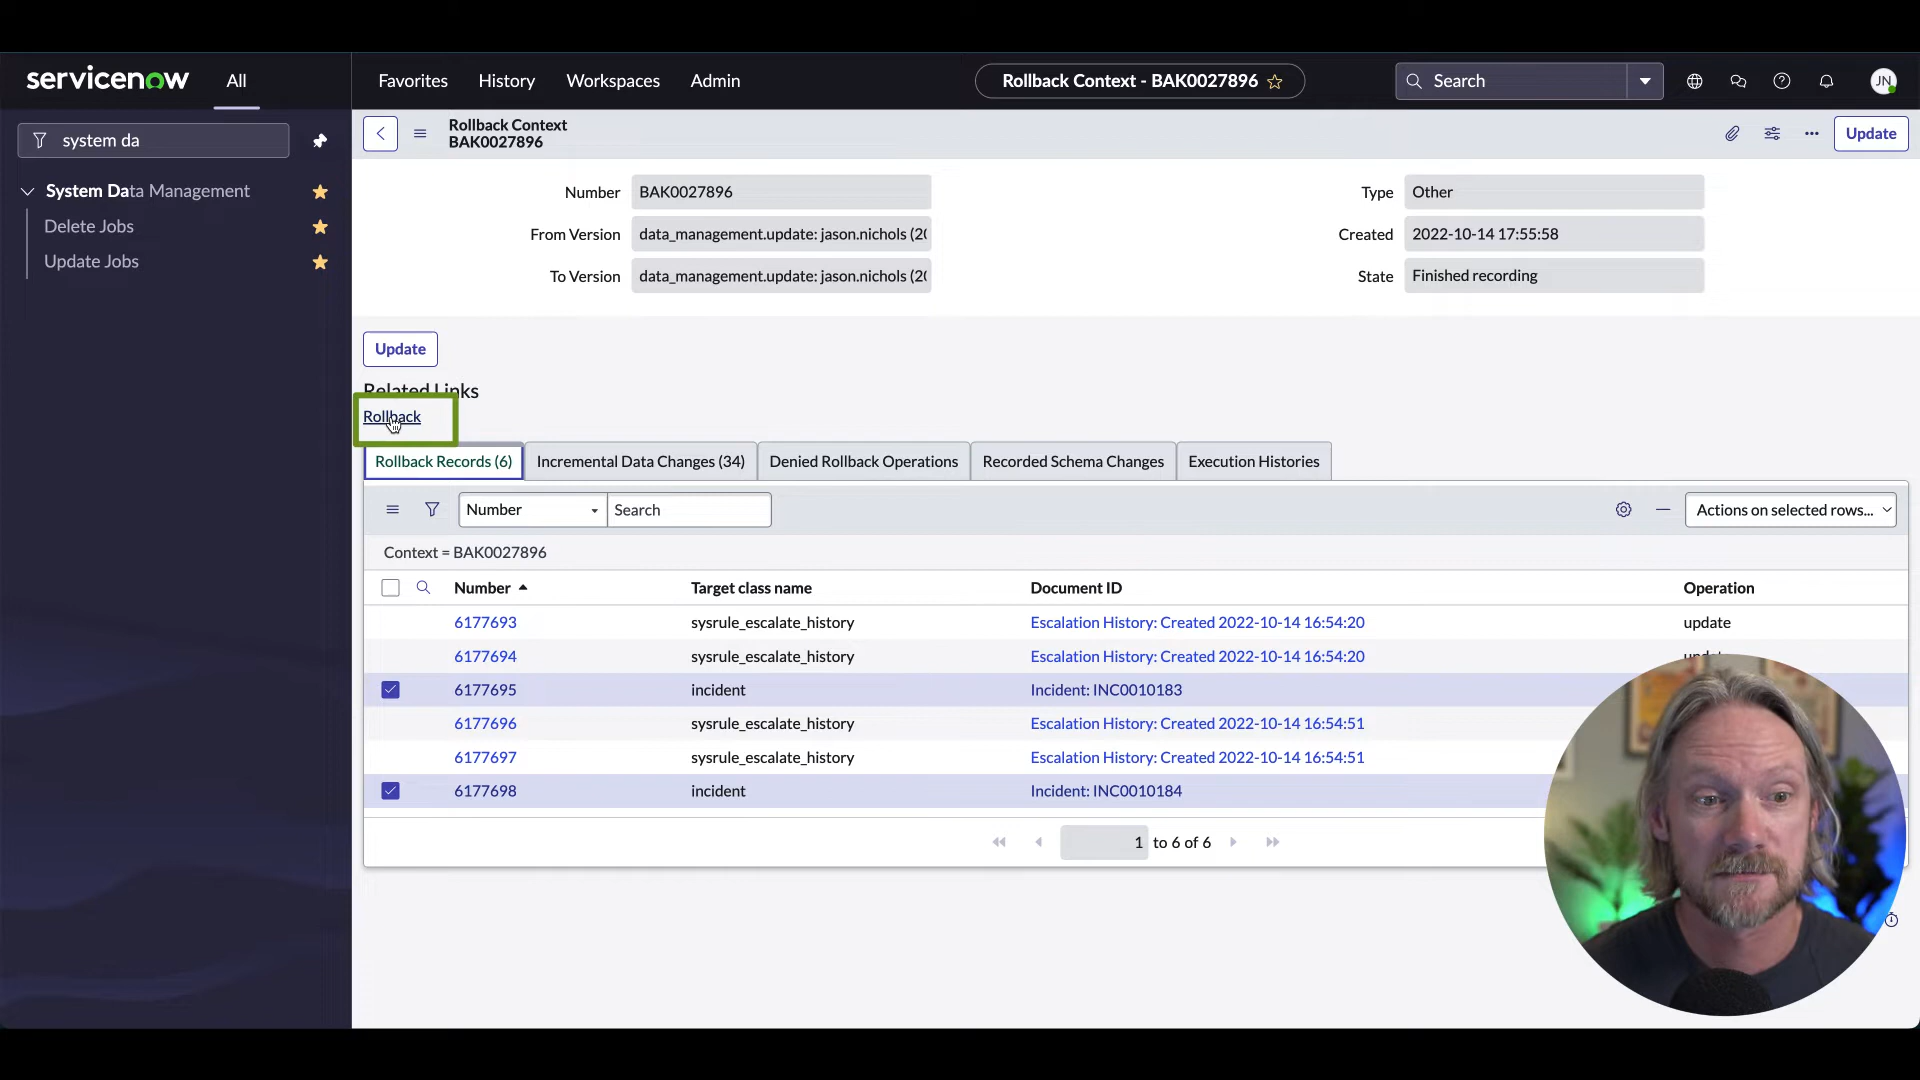 servicenow
All
Favorites
History
Workspaces
Admin
Rollback Context - BAK0027896
Search
JN
system da
System Data Management
Delete Jobs
Update Jobs
Rollback Context
BAK0027896
Update
Number
BAK0027896
From Version
data_management.update: jason.nichols (20
To Version
data_management.update: jason.nichols (20
Type
Other
Created
2022-10-14 17:55:58
State
Finished recording
Update
Related Links
Rollback
Rollback Records (6)
Incremental Data Changes (34)
Denied Rollback Operations
Recorded Schema Changes
Execution Histories
Number
Search
Actions on selected rows...
Context = BAK0027896
Number Target class name Document ID Operation
6177693 sysrule_escalate_history Escalation History: Created 2022-10-14 16:54:20 update
6177694 sysrule_escalate_history Escalation History: Created 2022-10-14 16:54:20
6177695 incident Incident: INC0010183
6177696 sysrule_escalate_history Escalation History: Created 2022-10-14 16:54:51
6177697 sysrule_escalate_history Escalation History: Created 2022-10-14 16:54:51
6177698 incident Incident: INC0010184
1 to 6 of 6